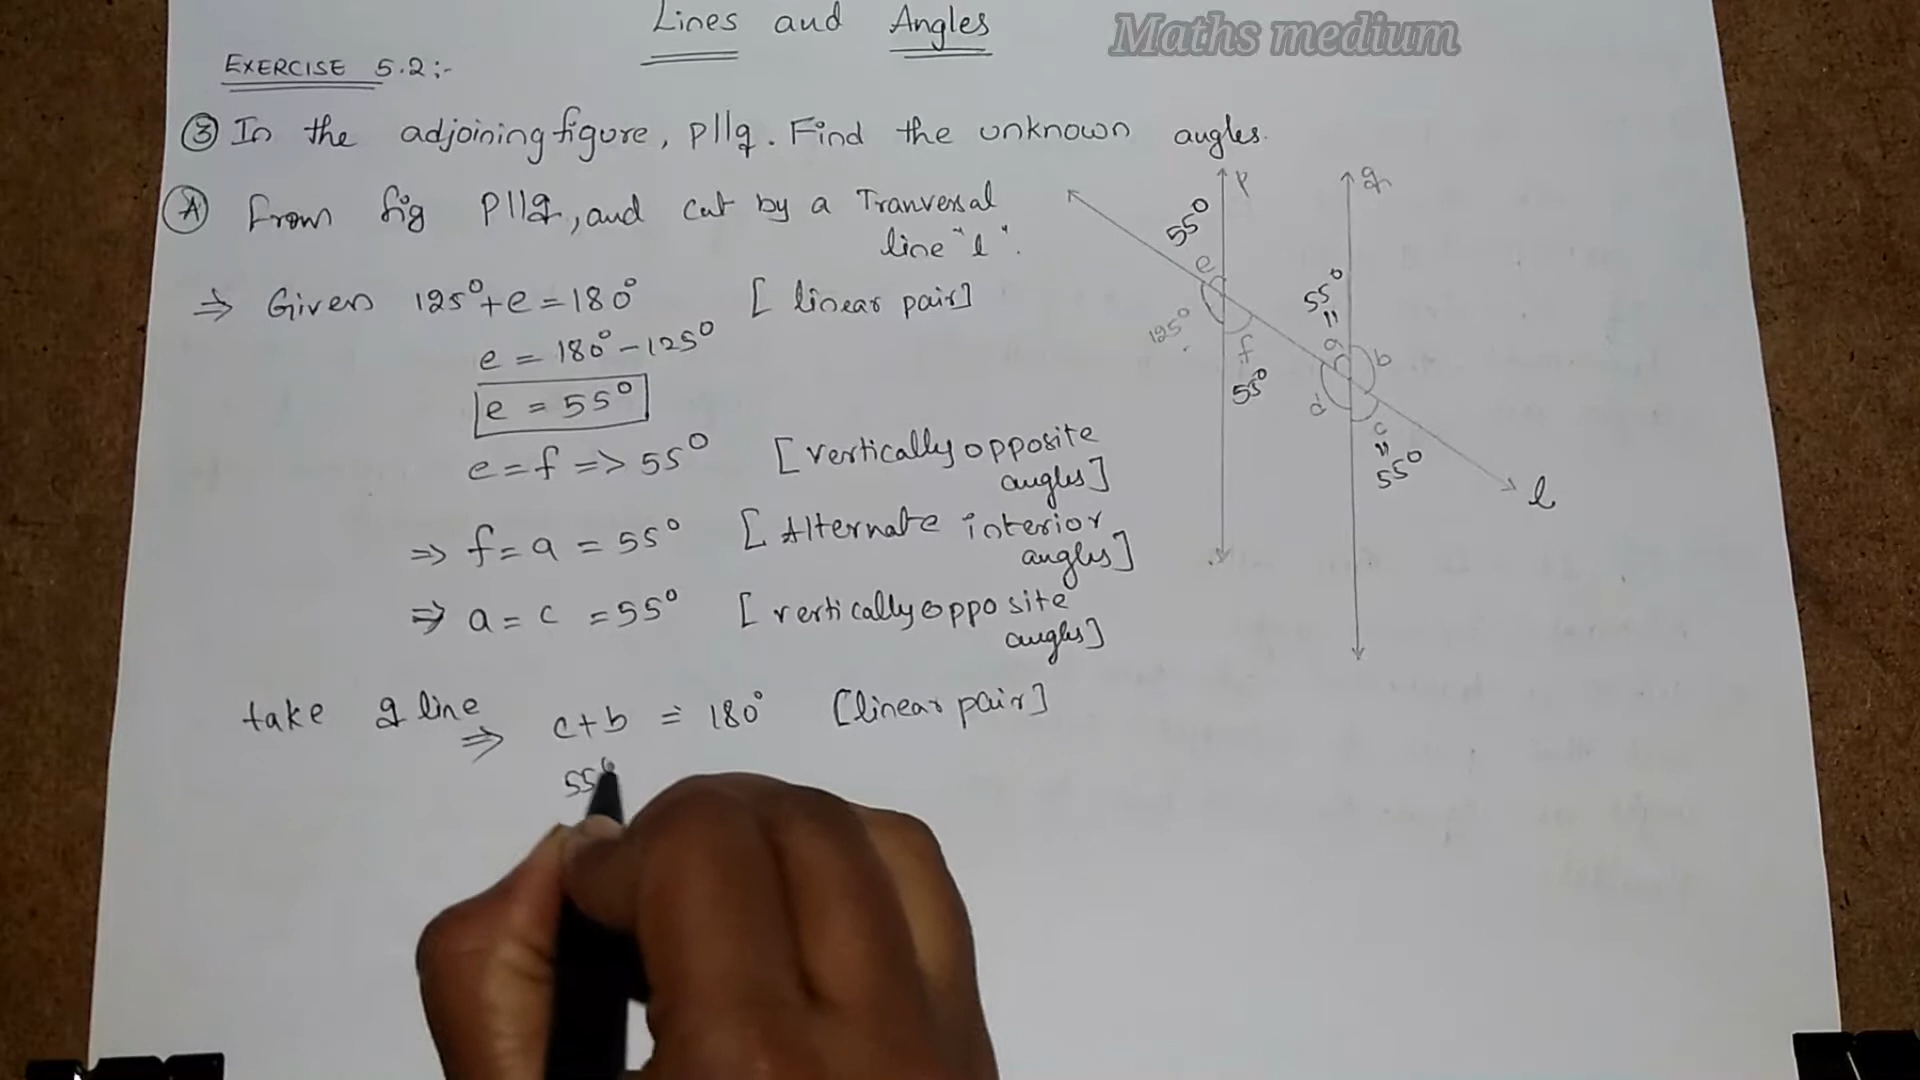 Lines and Angles
Maths medium
EXERCISE 5.2:-
③ In the adjoining figure, p||q. Find the unknown angles.
Ⓐ From fig P||q, and cut by a Tranversal
line "l".
⇒ Given 125°+e=180° [linear pair]
e = 180°-125°
e = 55°
e=f => 55° [vertically opposite
angles]
⇒ f=a = 55° [Alternate interior
angles]
⇒ a=c =55° [vertically opposite
angles]
take q line
⇒ c+b = 180° [linear pair]
55°
p
q
55°
e
125°
f
55°
55°
=
a
b
d
c
=
55°
l